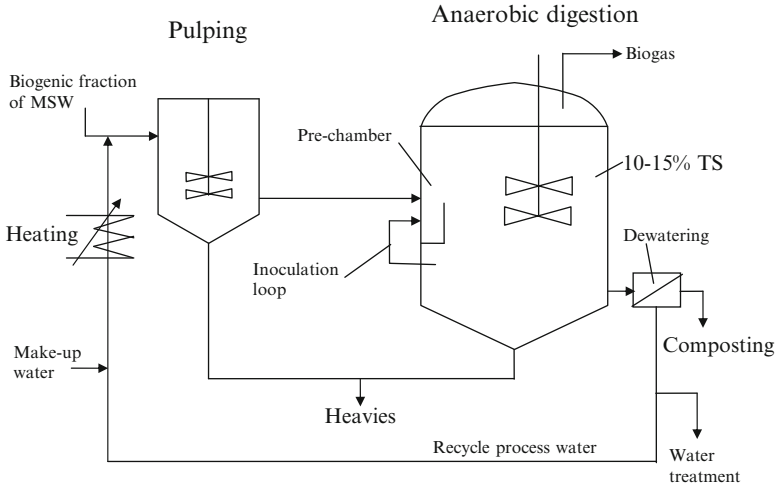 Anaerobic digestion
Pulping
Biogas
Biogenic fraction
of MSW
Pre-chamber
10-15% TS
Heating
Dewatering
Inoculation
loop
Make-up
water
Composting
Heavies
Recycle process water
Water
treatment